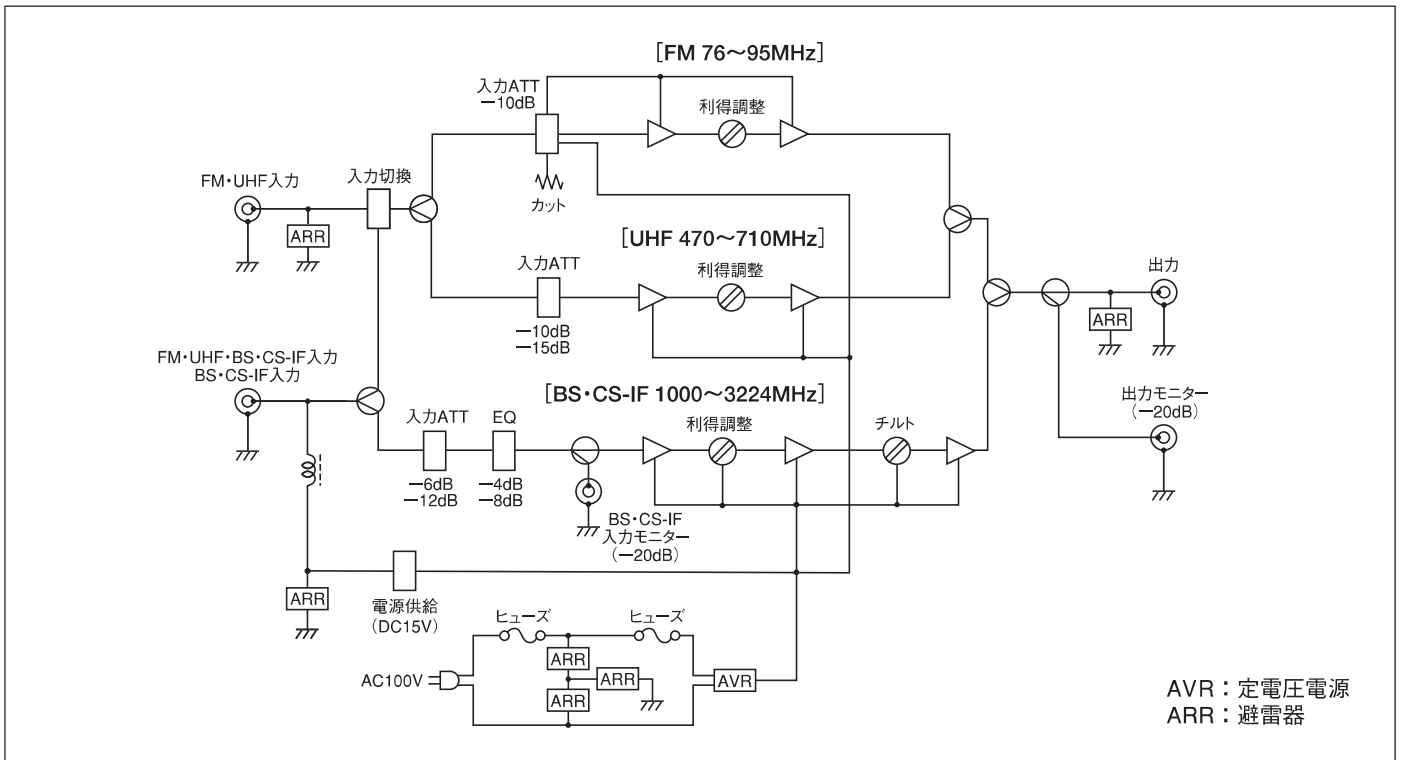 [FM 76～95MHz]
入力ATT
－10dB
利得調整
カット
FM・UHF入力
入力切換
ARR
[UHF 470～710MHz]
入力ATT
利得調整
－10dB
－15dB
出力
ARR
FM・UHF・BS・CS-IF入力
BS・CS-IF入力
[BS・CS-IF 1000～3224MHz]
入力ATT
EQ
利得調整
チルト
出力モニター
（－20dB）
－6dB
－12dB
－4dB
－8dB
BS・CS-IF
入力モニター
（－20dB）
ARR
電源供給
（DC15V）
ヒューズ
ヒューズ
ARR
ARR
ARR
AC100V
AVR
AVR：定電圧電源
ARR：避雷器